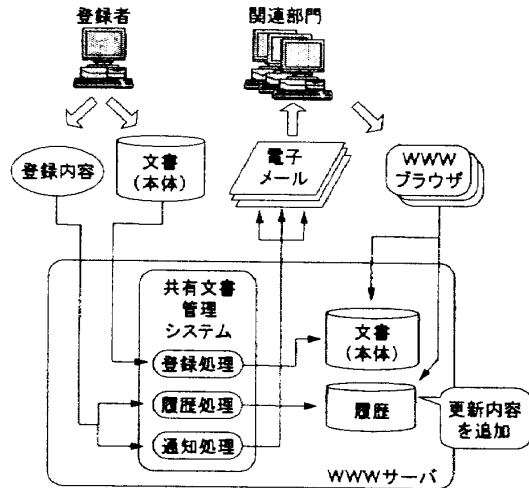 登録者
関連部門
登録内容
文書
(本体)
電子
メール
WWW
ブラウザ
共有文書
管理
システム
登録処理
履歴処理
通知処理
文書
(本体)
履歴
更新内容
を追加
WWWサーバ